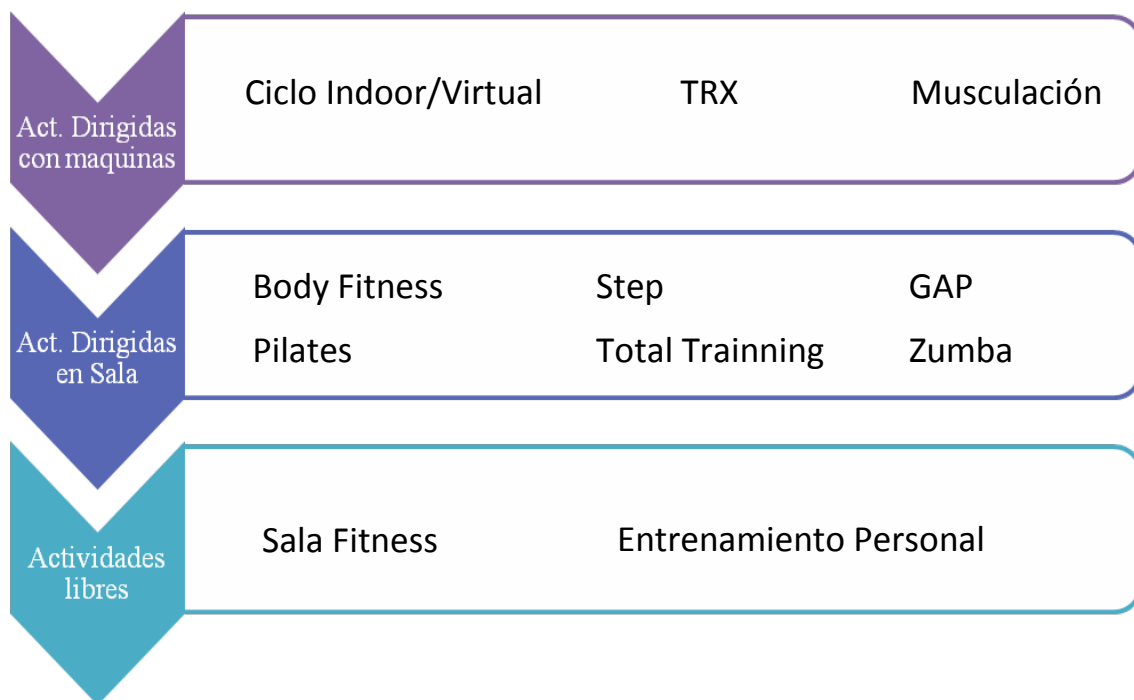 Act. Dirigidas
con maquinas
Ciclo Indoor/Virtual TRX Musculación
Act. Dirigidas
en Sala
Body Fitness Step GAP
Pilates Total Trainning Zumba
Actividades
libres
Sala Fitness Entrenamiento Personal